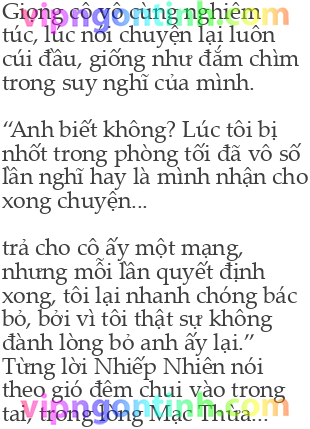 Giọng cô vô cùng nghiêm
túc, lúc nói chuyện lại luôn
cúi đầu, giống như đắm chìm
trong suy nghĩ của mình.
“Anh biết không? Lúc tôi bị
nhốt trong phòng tối đã vô số
lần nghĩ hay là mình nhận cho
xong chuyện...
trả cho cô ấy một mạng,
nhưng mỗi lần quyết định
xong, tôi lại nhanh chóng bác
bỏ, bởi vì tôi thật sự không
đành lòng bỏ anh ấy lại.”
Từng lời Nhiếp Nhiên nói
theo gió đêm chui vào trong
tai, trong lòng Mạc Thừa...
vipngontinh.com
vipngontinh.com